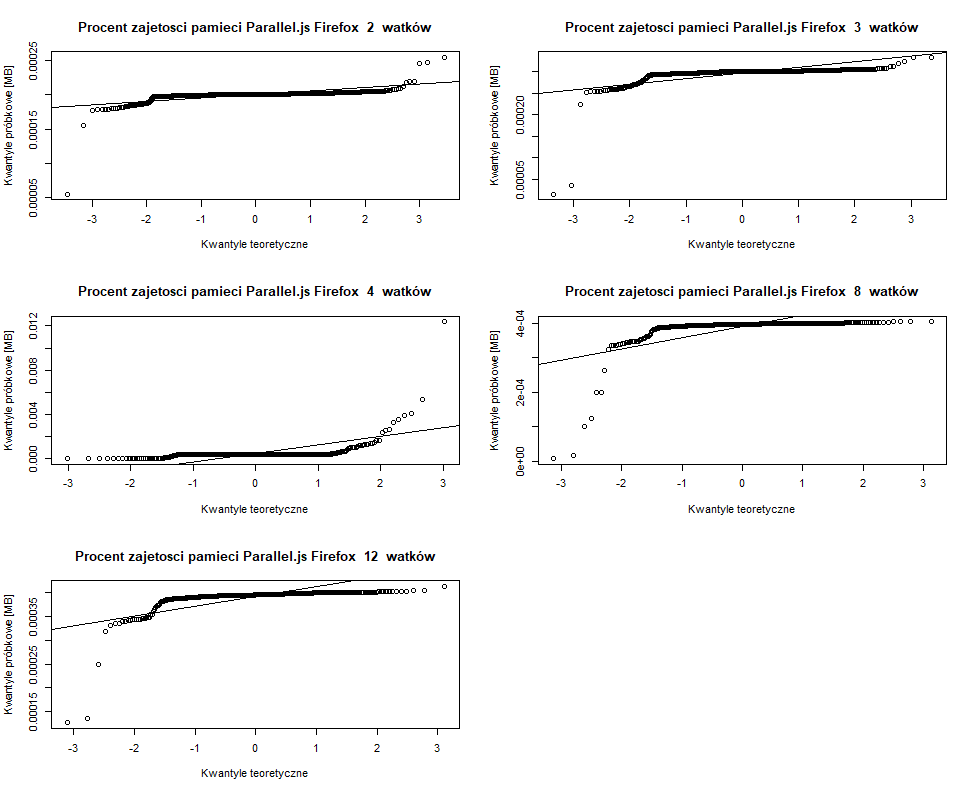 Procent zajetosci pamieci Parallel.js Firefox 2 watków
Kwantyle próbkowe [MB]
0.00005 0.00015 0.00025
-3 -2 -1 0 1 2 3
Kwantyle teoretyczne
Procent zajetosci pamieci Parallel.js Firefox 3 watków
Kwantyle próbkowe [MB]
0.00005 0.00020
-3 -2 -1 0 1 2 3
Kwantyle teoretyczne
Procent zajetosci pamieci Parallel.js Firefox 4 watków
Kwantyle próbkowe [MB]
0.000 0.004 0.008 0.012
-3 -2 -1 0 1 2 3
Kwantyle teoretyczne
Procent zajetosci pamieci Parallel.js Firefox 8 watków
Kwantyle próbkowe [MB]
0e+00 2e-04 4e-04
-3 -2 -1 0 1 2 3
Kwantyle teoretyczne
Procent zajetosci pamieci Parallel.js Firefox 12 watków
Kwantyle próbkowe [MB]
0.00015 0.00025 0.00035
-3 -2 -1 0 1 2 3
Kwantyle teoretyczne